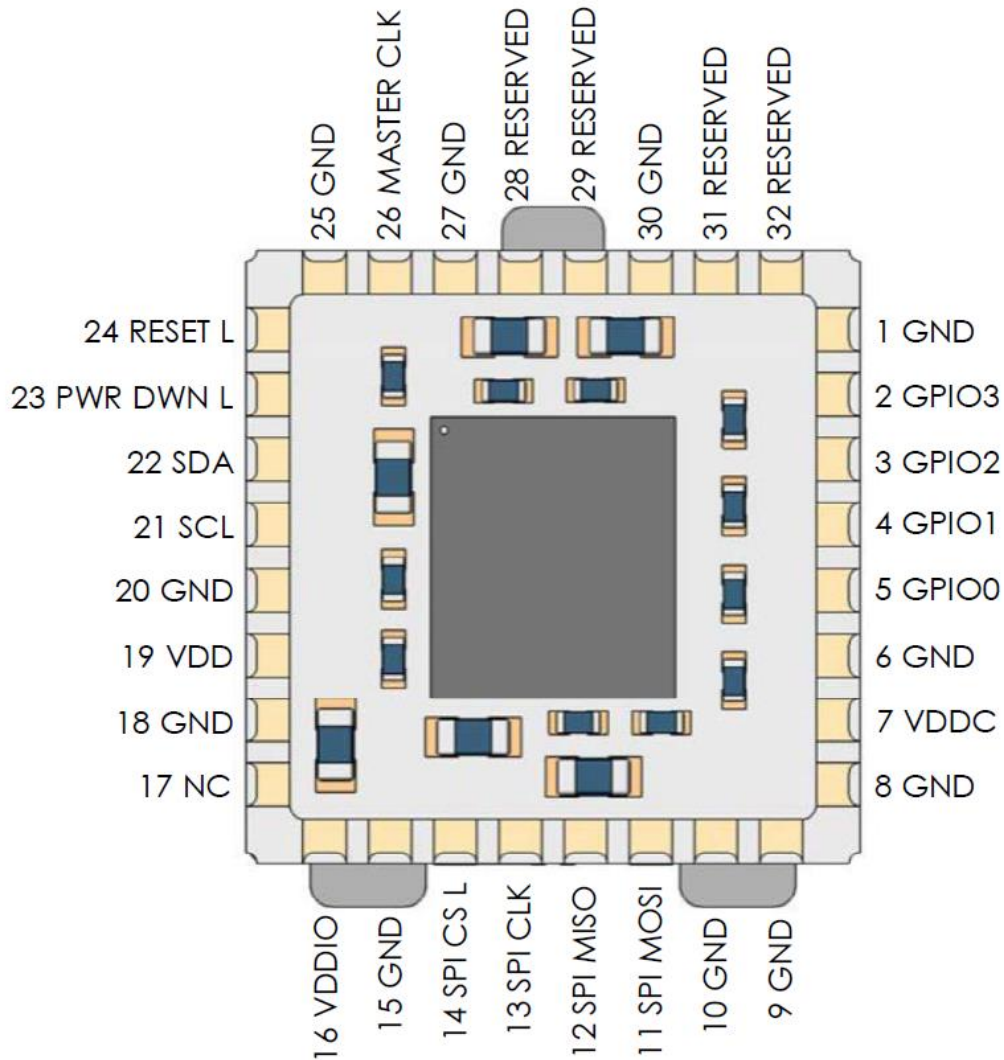 25 GND
26 MASTER CLK
27 GND
28 RESERVED
29 RESERVED
30 GND
31 RESERVED
32 RESERVED
24 RESET L
23 PWR DWN L
22 SDA
21 SCL
20 GND
19 VDD
18 GND
17 NC
1 GND
2 GPIO3
3 GPIO2
4 GPIO1
5 GPIO0
6 GND
7 VDDC
8 GND
16 VDDIO
15 GND
14 SPI CS L
13 SPI CLK
12 SPI MISO
11 SPI MOSI
10 GND
9 GND